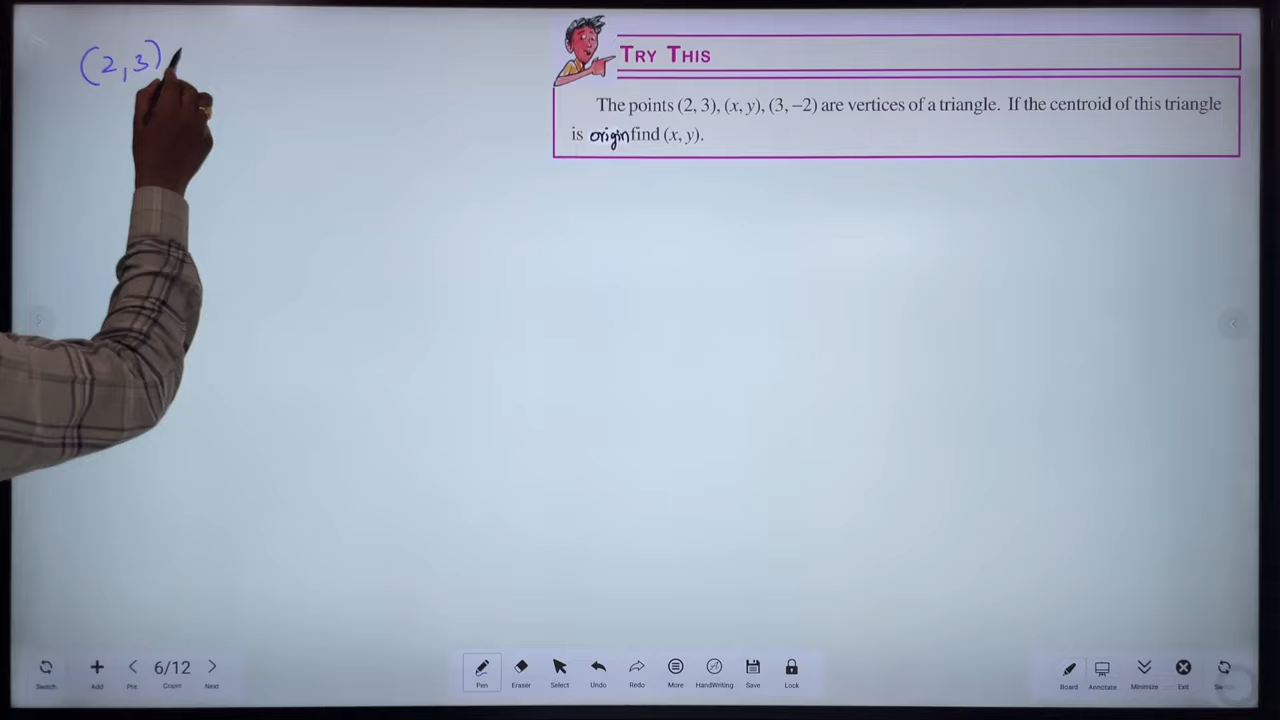 (2,3)
TRY THIS
The points (2, 3), (x, y), (3, −2) are vertices of a triangle. If the centroid of this triangle
is origin find (x, y).
6/12
Switch Add Pre Count Next Pen Eraser Select Undo Redo More HandWriting Save Lock Board Annotate Minimize Exit